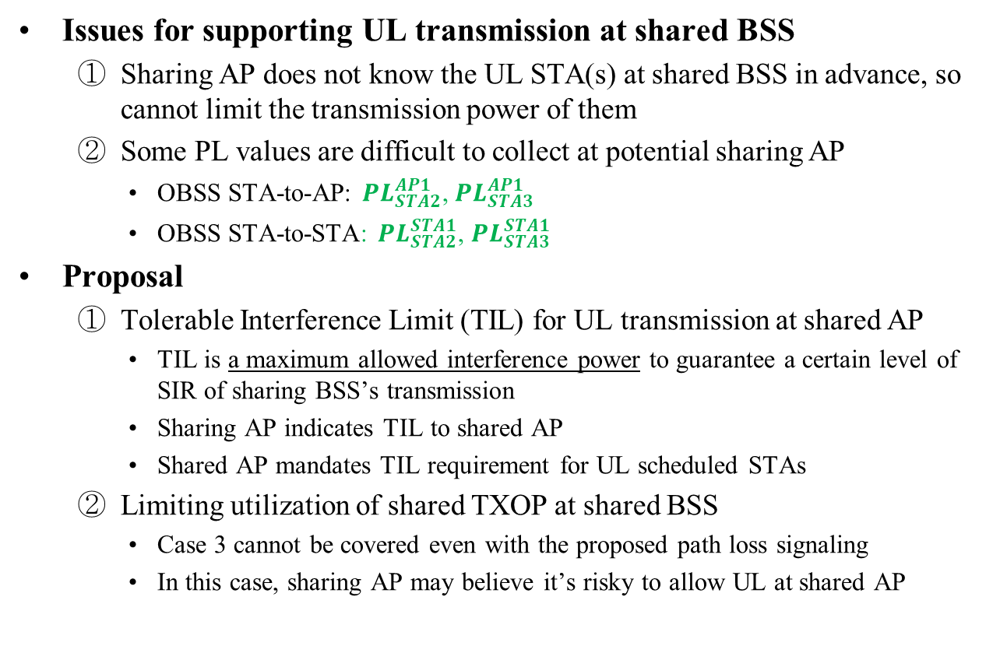 • Issues for supporting UL transmission at shared BSS
① Sharing AP does not know the UL STA(s) at shared BSS in advance, so
cannot limit the transmission power of them
② Some PL values are difficult to collect at potential sharing AP
• OBSS STA-to-AP: PL_{STA2}^{AP1}, PL_{STA3}^{AP1}
• OBSS STA-to-STA: PL_{STA2}^{STA1}, PL_{STA3}^{STA1}
• Proposal
① Tolerable Interference Limit (TIL) for UL transmission at shared AP
• TIL is a maximum allowed interference power to guarantee a certain level of
SIR of sharing BSS’s transmission
• Sharing AP indicates TIL to shared AP
• Shared AP mandates TIL requirement for UL scheduled STAs
② Limiting utilization of shared TXOP at shared BSS
• Case 3 cannot be covered even with the proposed path loss signaling
• In this case, sharing AP may believe it’s risky to allow UL at shared AP